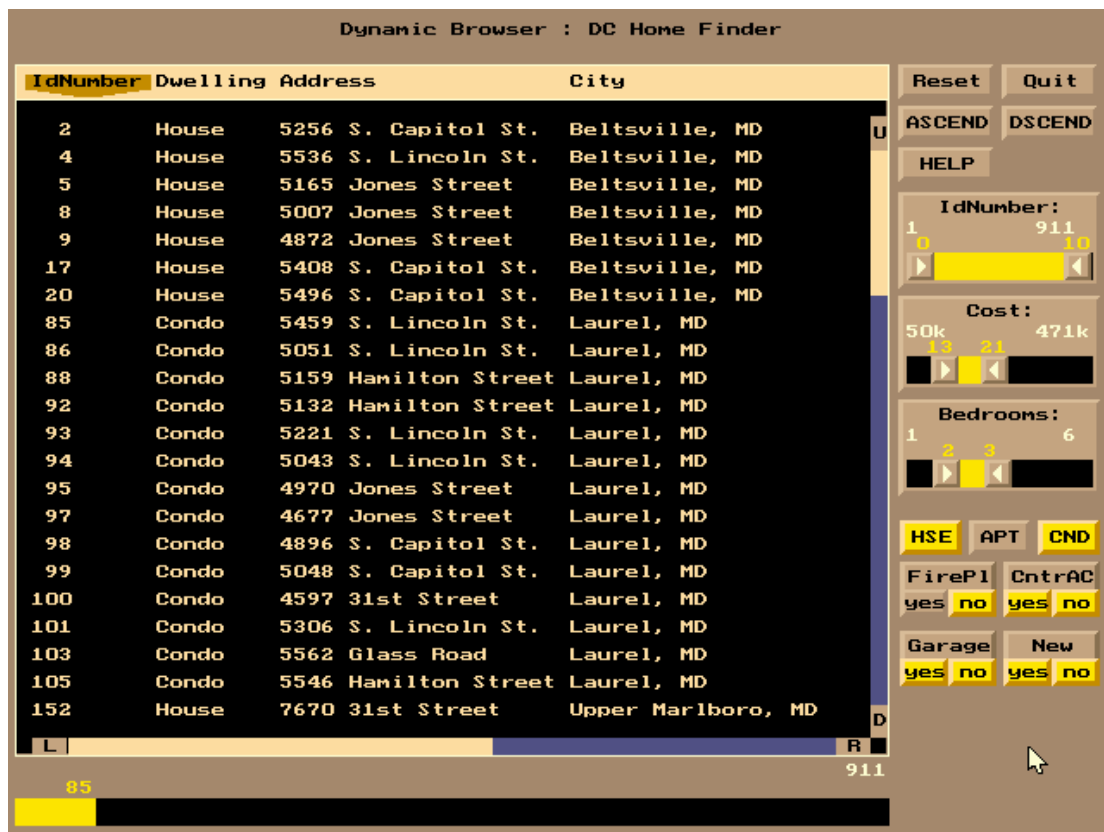 Dynamic Browser : DC Home Finder
IdNumber Dwelling Address City
2 House 5256 S. Capitol St. Beltsville, MD
4 House 5536 S. Lincoln St. Beltsville, MD
5 House 5165 Jones Street Beltsville, MD
8 House 5007 Jones Street Beltsville, MD
9 House 4872 Jones Street Beltsville, MD
17 House 5408 S. Capitol St. Beltsville, MD
20 House 5496 S. Capitol St. Beltsville, MD
85 Condo 5459 S. Lincoln St. Laurel, MD
86 Condo 5051 S. Lincoln St. Laurel, MD
88 Condo 5159 Hamilton Street Laurel, MD
92 Condo 5132 Hamilton Street Laurel, MD
93 Condo 5221 S. Lincoln St. Laurel, MD
94 Condo 5043 S. Lincoln St. Laurel, MD
95 Condo 4970 Jones Street Laurel, MD
97 Condo 4677 Jones Street Laurel, MD
98 Condo 4896 S. Capitol St. Laurel, MD
99 Condo 5048 S. Capitol St. Laurel, MD
100 Condo 4597 31st Street Laurel, MD
101 Condo 5306 S. Lincoln St. Laurel, MD
103 Condo 5562 Glass Road Laurel, MD
105 Condo 5546 Hamilton Street Laurel, MD
152 House 7670 31st Street Upper Marlboro, MD
U
D
L R
911
85
Reset Quit
ASCEND DSCEND
HELP
IdNumber:
1 911
0 10
Cost:
50k 471k
13 21
Bedrooms:
1 6
2 3
HSE APT CND
FirePl CntrAC
yes no yes no
Garage New
yes no yes no